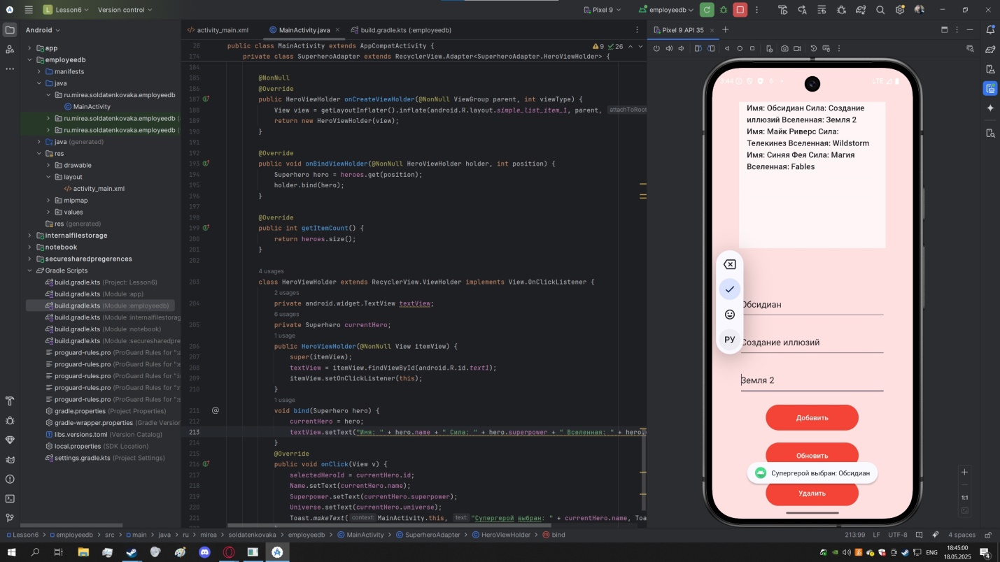 Lesson6
Version control
Pixel 9
employeedb
Android
activity_main.xml
MainActivity.java
build.gradle.kts (:employeedb)
Pixel 9 API 35
app
employeedb
manifests
java
ru.mirea.soldatenkovaka.employeedb
MainActivity
ru.mirea.soldatenkovaka.employeedb
ru.mirea.soldatenkovaka.employeedb
java (generated)
res
drawable
layout
activity_main.xml
mipmap
values
res (generated)
internalfilestorage
notebook
securesharedpregerences
Gradle Scripts
build.gradle.kts (Project: Lesson6)
build.gradle.kts (Module :app)
build.gradle.kts (Module :employeedb)
build.gradle.kts (Module :internalfilestorag
build.gradle.kts (Module :notebook)
build.gradle.kts (Module :securesharedpre
proguard-rules.pro (ProGuard Rules for ":a
proguard-rules.pro (ProGuard Rules for ":e
proguard-rules.pro (ProGuard Rules for ":i
proguard-rules.pro (ProGuard Rules for ":n
proguard-rules.pro (ProGuard Rules for ":s
gradle.properties (Project Properties)
gradle-wrapper.properties (Gradle Version
libs.versions.toml (Version Catalog)
local.properties (SDK Location)
settings.gradle.kts (Project Settings)
28 public class MainActivity extends AppCompatActivity {
9 26
174 private class SuperheroAdapter extends RecyclerView.Adapter<SuperheroAdapter.HeroViewHolder> {
184
185 @NonNull
186 @Override
187 public HeroViewHolder onCreateViewHolder(@NonNull ViewGroup parent, int viewType) {
188 View view = getLayoutInflater().inflate(android.R.layout.simple_list_item_1, parent, attachToRoot
189 return new HeroViewHolder(view);
190 }
191
192 @Override
193 public void onBindViewHolder(@NonNull HeroViewHolder holder, int position) {
194 Superhero hero = heroes.get(position);
195 holder.bind(hero);
196 }
197
198 @Override
199 public int getItemCount() {
200 return heroes.size();
201 }
202
4 usages
203 class HeroViewHolder extends RecyclerView.ViewHolder implements View.OnClickListener {
2 usages
204 private android.widget.TextView textView;
6 usages
205 private Superhero currentHero;
1 usage
206 public HeroViewHolder(@NonNull View itemView) {
207 super(itemView);
208 textView = itemView.findViewById(android.R.id.text1);
209 itemView.setOnClickListener(this);
210 }
1 usage
211 void bind(Superhero hero) {
212 currentHero = hero;
213 textView.setText("Имя: " + hero.name + " Сила: " + hero.superpower + " Вселенная: " + hero.
214 }
215 @Override
216 public void onClick(View v) {
217 selectedHeroId = currentHero.id;
218 Name.setText(currentHero.name);
219 Superpower.setText(currentHero.superpower);
220 Universe.setText(currentHero.universe);
221 Toast.makeText( context: MainActivity.this, text: "Супергерой выбран: " + currentHero.name, Toa
3:44
LTE
Имя: Обсидиан Сила: Создание
иллюзий Вселенная: Земля 2
Имя: Майк Риверс Сила:
Телекинез Вселенная: Wildstorm
Имя: Синяя Фея Сила: Магия
Вселенная: Fables
РУ
Обсидиан
Создание иллюзий
Земля 2
Добавить
Обновить
Супергерой выбран: Обсидиан
Удалить
1:1
Lesson6 > employeedb > src > main > java > ru > mirea > soldatenkovaka > employeedb > MainActivity > SuperheroAdapter > HeroViewHolder > bind
213:99 LF UTF-8 4 spaces
ENG
18:45:00
18.05.2025
4